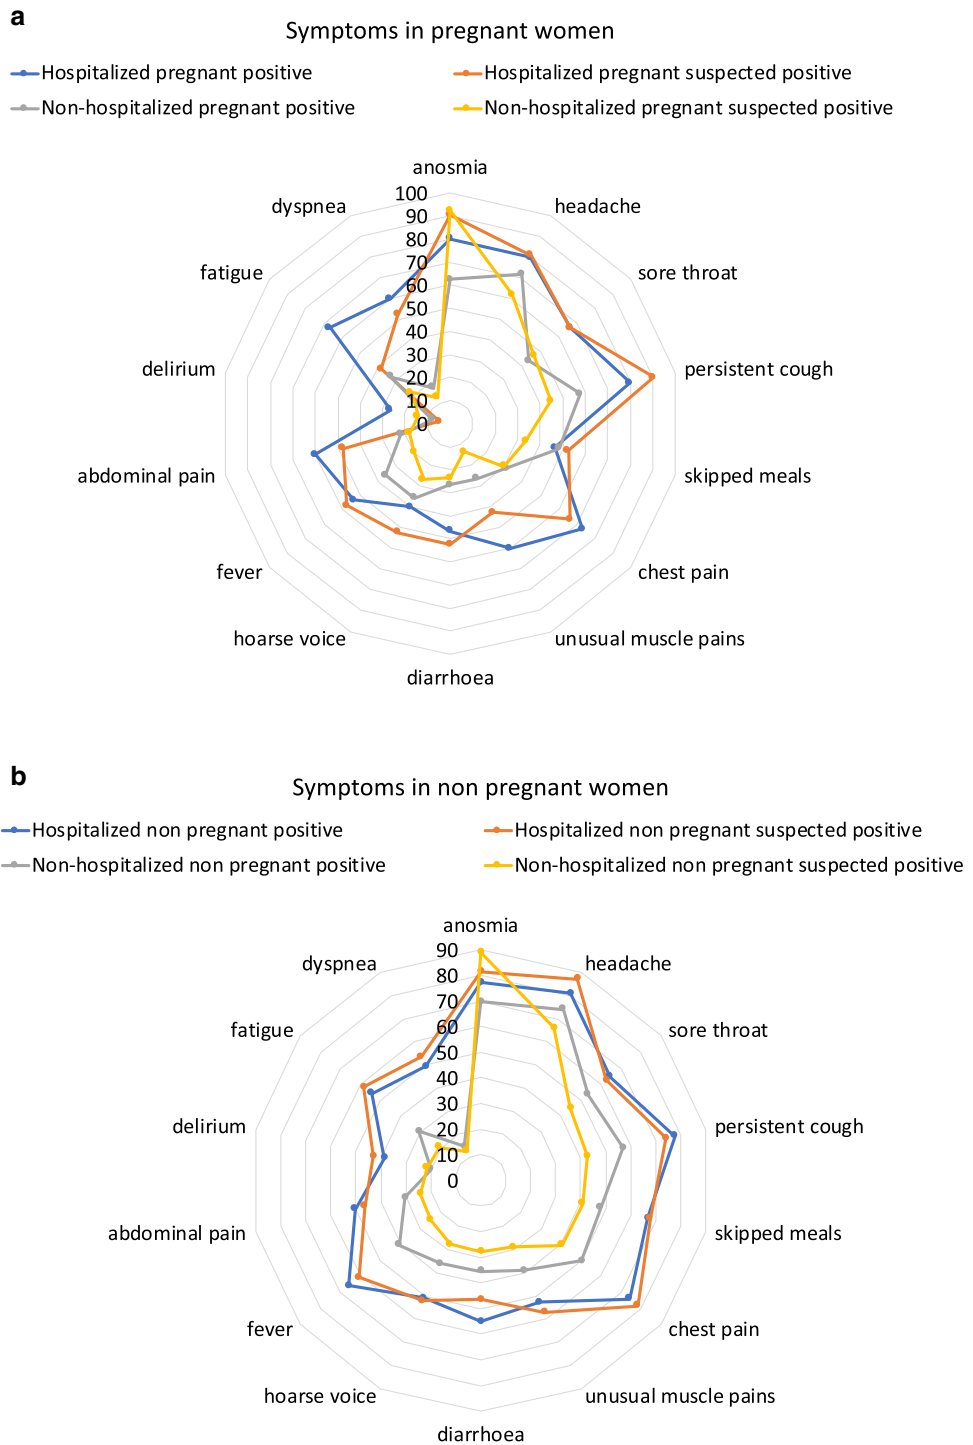 a
Symptoms in pregnant women
Hospitalized pregnant positive
Hospitalized pregnant suspected positive
Non-hospitalized pregnant positive
Non-hospitalized pregnant suspected positive
anosmia
headache
sore throat
persistent cough
skipped meals
chest pain
unusual muscle pains
diarrhoea
hoarse voice
fever
abdominal pain
delirium
fatigue
dyspnea
100
90
80
70
60
50
40
30
20
10
0
b
Symptoms in non pregnant women
Hospitalized non pregnant positive
Hospitalized non pregnant suspected positive
Non-hospitalized non pregnant positive
Non-hospitalized non pregnant suspected positive
anosmia
headache
sore throat
persistent cough
skipped meals
chest pain
unusual muscle pains
diarrhoea
hoarse voice
fever
abdominal pain
delirium
fatigue
dyspnea
90
80
70
60
50
40
30
20
10
0